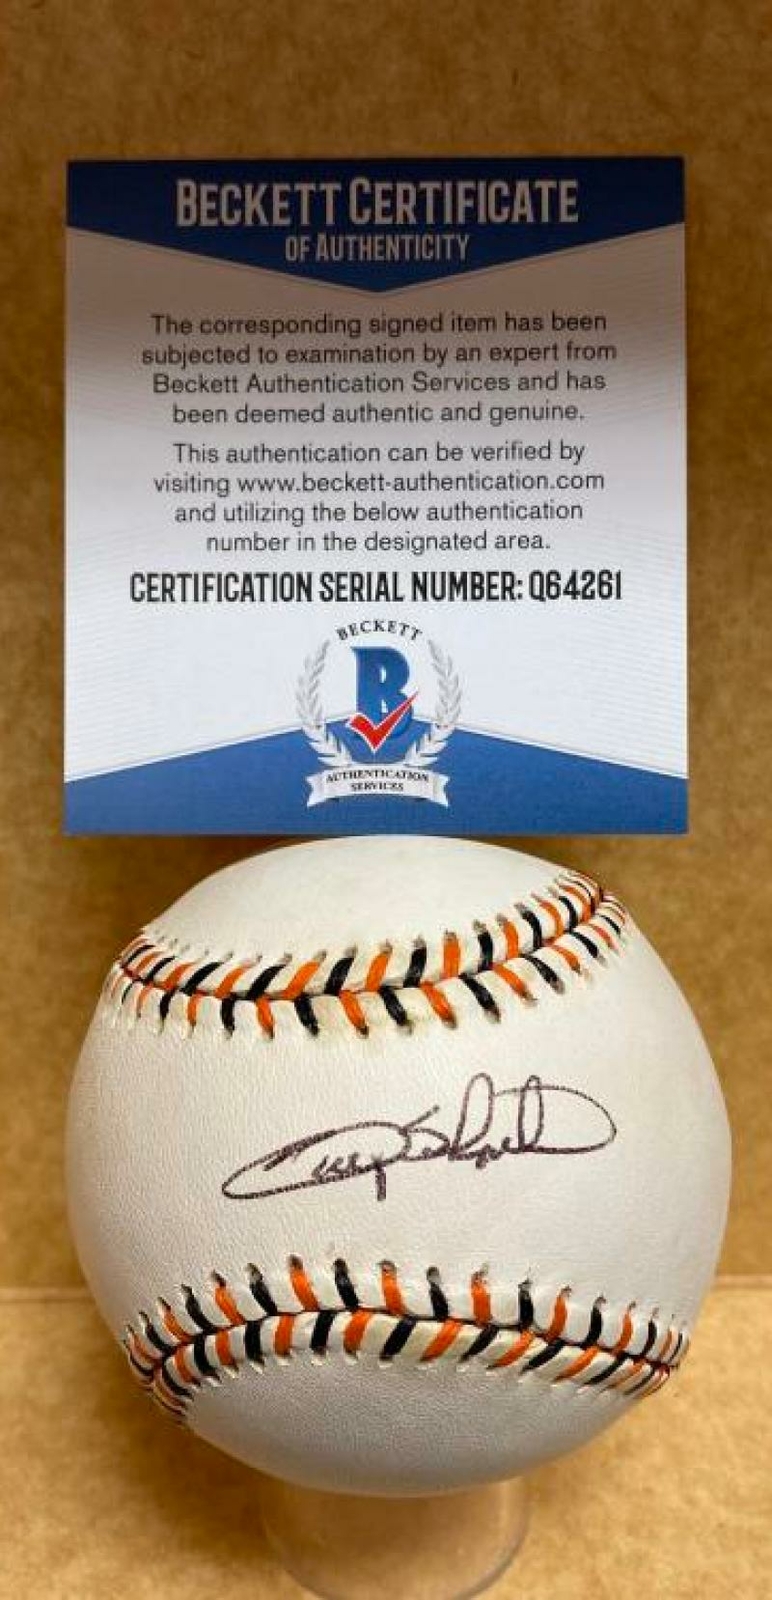 BECKETT CERTIFICATE
OF AUTHENTICITY
The corresponding signed item has been
subjected to examination by an expert from
Beckett Authentication Services and has
been deemed authentic and genuine.
This authentication can be verified by
visiting www.beckett-authentication.com
and utilizing the below authentication
number in the designated area.
CERTIFICATION SERIAL NUMBER: Q64261
BECKETT
B
AUTHENTICATION
SERVICES